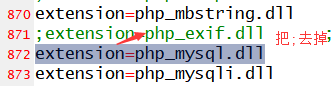 870 extension=php_mbstring.dll
871 ;extension=php_exif.dll 把;去掉 ;
872 extension=php_mysql.dll
873 extension=php_mysqli.dll